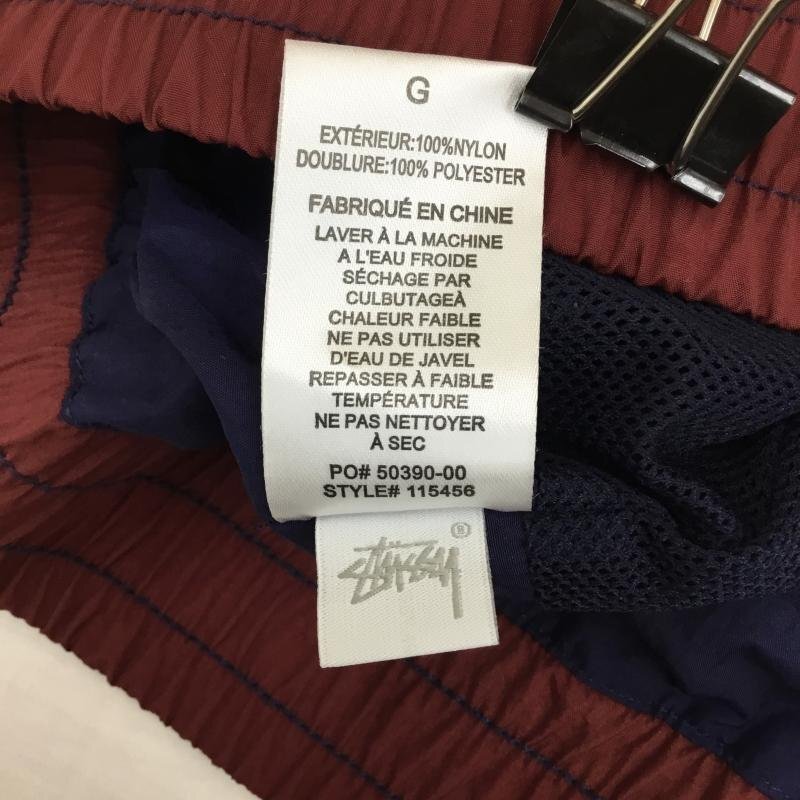 G
EXTÉRIEUR:100%NYLON
DOUBLURE:100% POLYESTER
FABRIQUÉ EN CHINE
LAVER À LA MACHINE
A L'EAU FROIDE
SÉCHAGE PAR
CULBUTAGEÀ
CHALEUR FAIBLE
NE PAS UTILISER
D'EAU DE JAVEL
REPASSER À FAIBLE
TEMPÉRATURE
NE PAS NETTOYER
À SEC
PO# 50390-00
STYLE# 115456
Stüssy ®